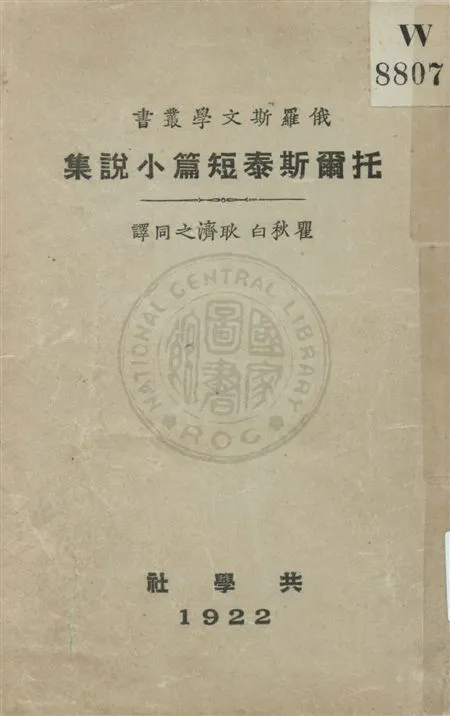 W
8807
俄羅斯文學叢書
托爾斯泰短篇小說集
瞿秋白 耿濟之同譯
NATIONAL CENTRAL LIBRARY
國家圖書館
ROC
共學社
1922